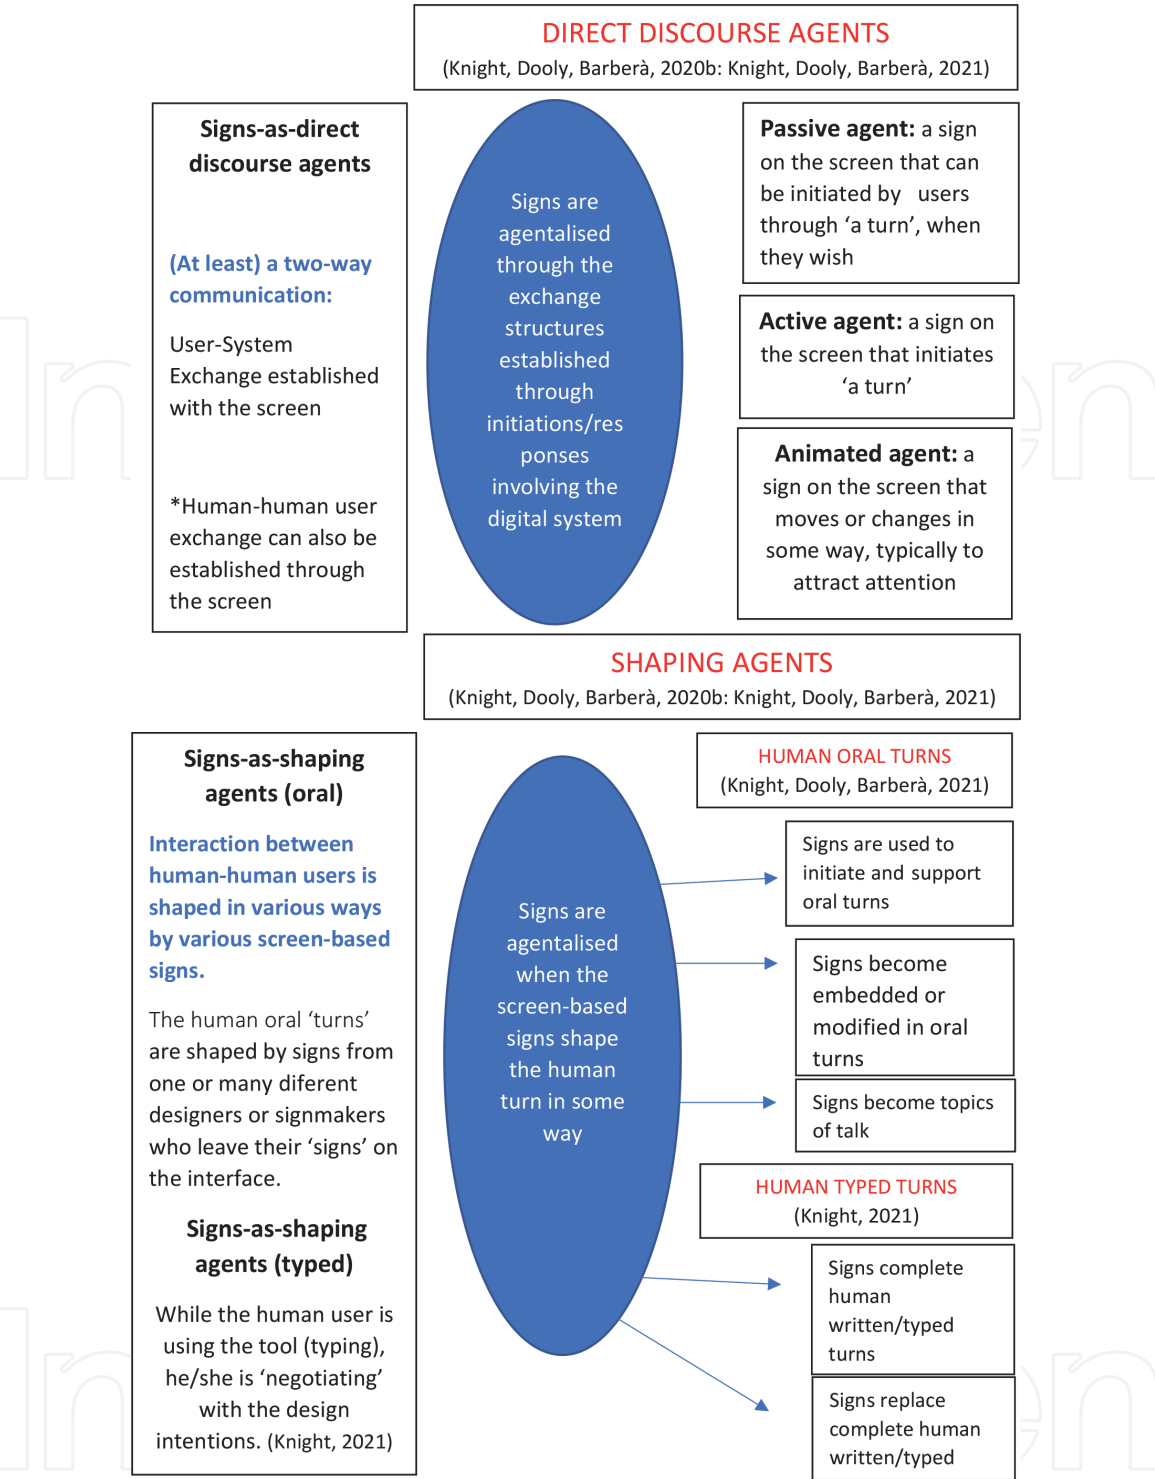 DIRECT DISCOURSE AGENTS
(Knight, Dooly, Barberà, 2020b: Knight, Dooly, Barberà, 2021)
Signs-as-direct
discourse agents
(At least) a two-way
communication:
User-System
Exchange established
with the screen
*Human-human user
exchange can also be
established through
the screen
Signs are
agentalised
through the
exchange
structures
established
through
initiations/res
ponses
involving the
digital system
Passive agent: a sign
on the screen that can
be initiated by users
through ‘a turn’, when
they wish
Active agent: a sign on
the screen that initiates
‘a turn’
Animated agent: a
sign on the screen that
moves or changes in
some way, typically to
attract attention
SHAPING AGENTS
(Knight, Dooly, Barberà, 2020b: Knight, Dooly, Barberà, 2021)
Signs-as-shaping
agents (oral)
Interaction between
human-human users is
shaped in various ways
by various screen-based
signs.
The human oral ‘turns’
are shaped by signs from
one or many diferent
designers or signmakers
who leave their ‘signs’ on
the interface.
Signs-as-shaping
agents (typed)
While the human user is
using the tool (typing),
he/she is ‘negotiating’
with the design
intentions. (Knight, 2021)
Signs are
agentalised
when the
screen-based
signs shape
the human
turn in some
way
HUMAN ORAL TURNS
(Knight, Dooly, Barberà, 2021)
Signs are used to
initiate and support
oral turns
Signs become
embedded or
modified in oral
turns
Signs become topics
of talk
HUMAN TYPED TURNS
(Knight, 2021)
Signs complete
human
written/typed
turns
Signs replace
complete human
written/typed